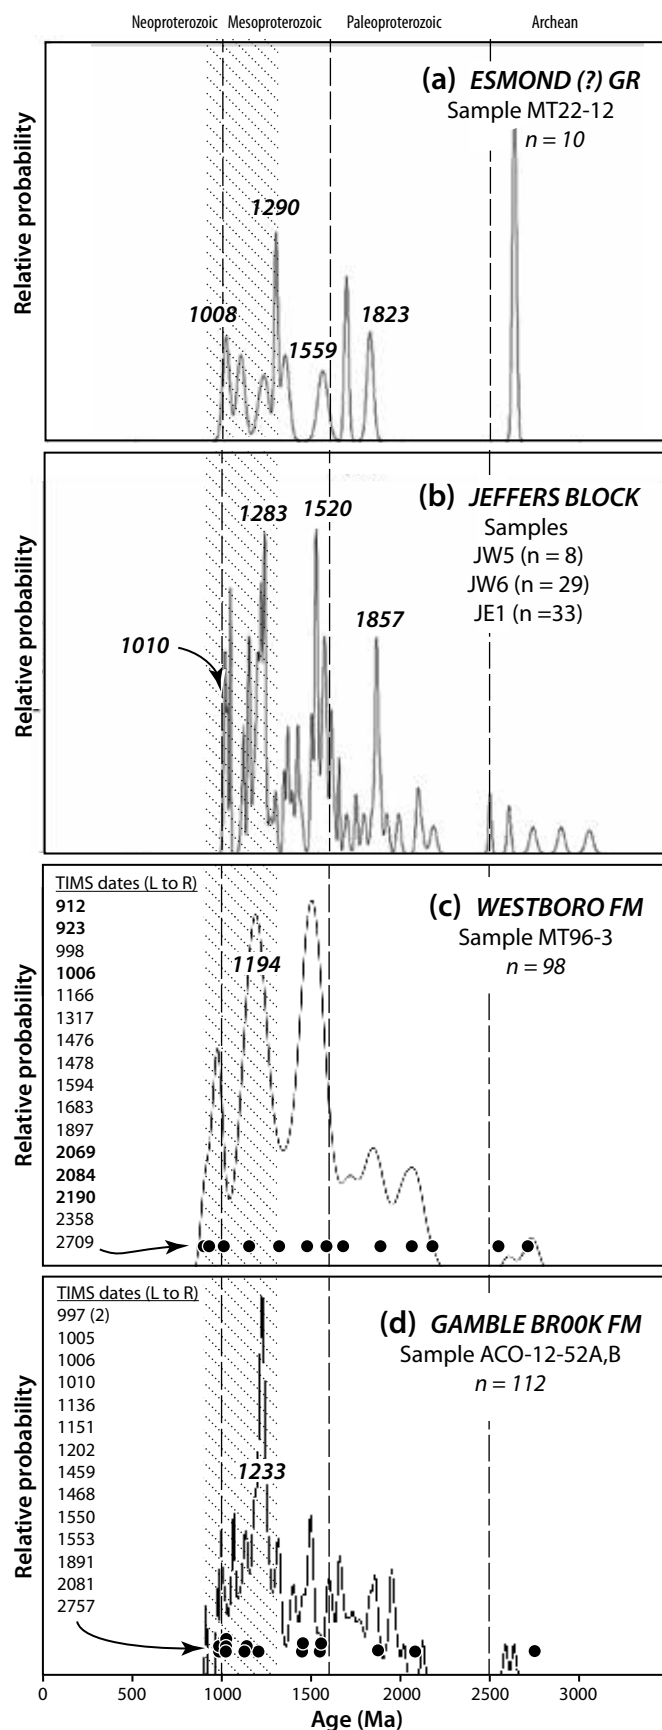 Neoproterozoic Mesoproterozoic Paleoproterozoic Archean
Relative probability
(a) ESMOND (?) GR
Sample MT22-12
n = 10
1290
1008
1559
1823
Relative probability
(b) JEFFERS BLOCK
Samples
JW5 (n = 8)
JW6 (n = 29)
JE1 (n =33)
1283
1520
1857
1010
Relative probability
TIMS dates (L to R)
912
923
998
1006
1166
1317
1476
1478
1594
1683
1897
2069
2084
2190
2358
2709
(c) WESTBORO FM
Sample MT96-3
n = 98
1194
Relative probability
TIMS dates (L to R)
997 (2)
1005
1006
1010
1136
1151
1202
1459
1468
1550
1553
1891
2081
2757
(d) GAMBLE BR00K FM
Sample ACO-12-52A,B
n = 112
1233
0 500 1000 1500 2000 2500 3000
Age (Ma)